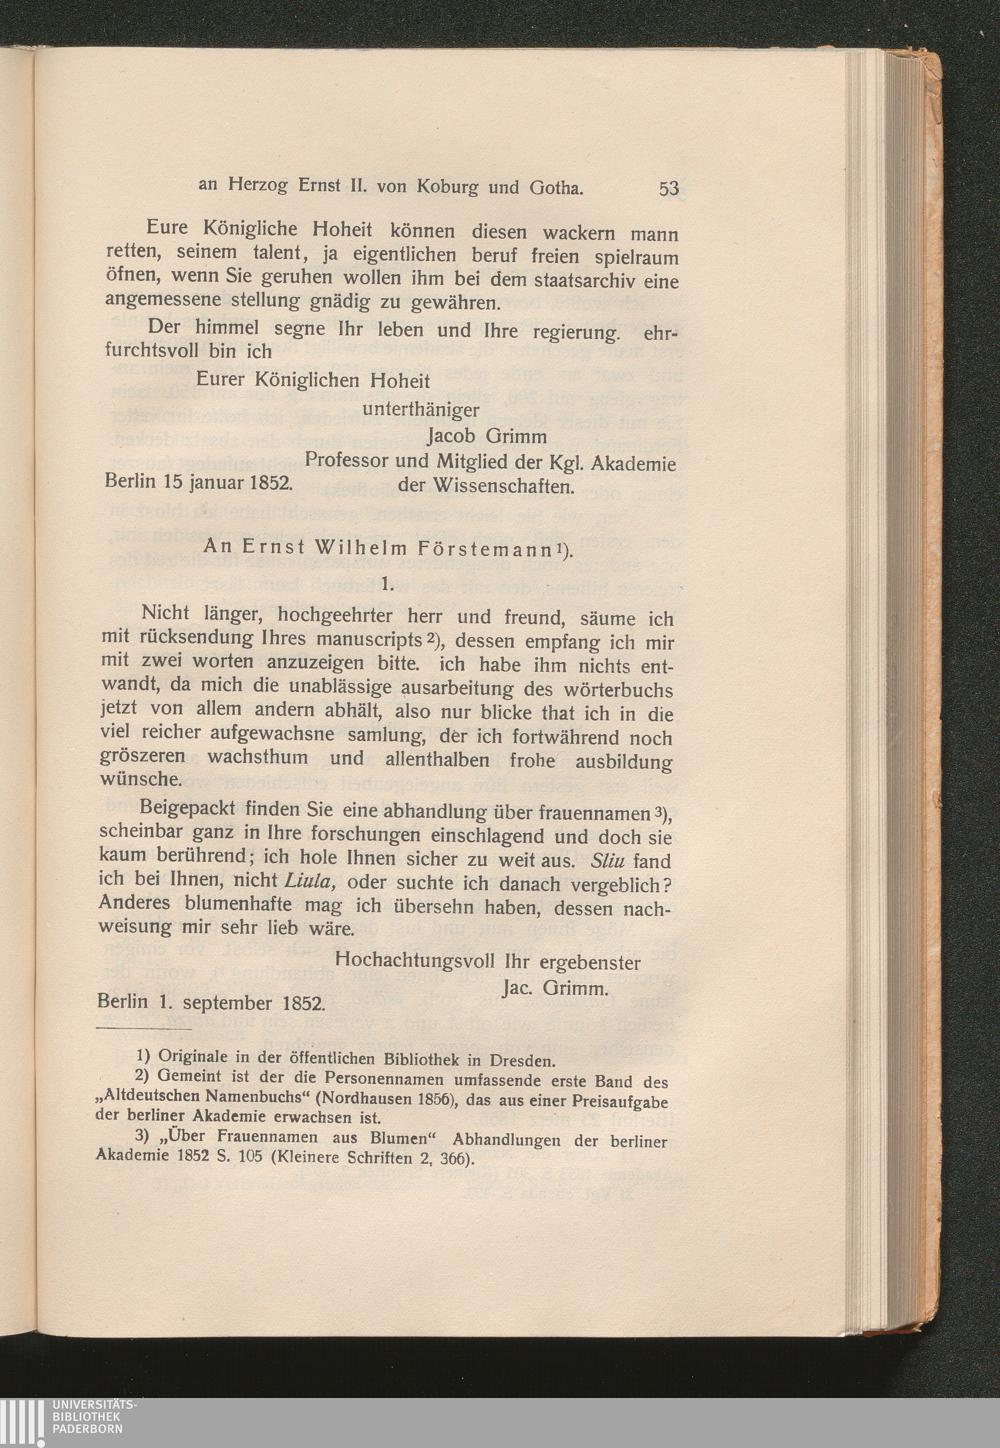 an Herzog Ernst II. von Koburg und Gotha. 53
Eure Königliche Hoheit können diesen wackern mann
retten, seinem talent, ja eigentlichen beruf freien spielraum
öfnen, wenn Sie geruhen wollen ihm bei dem staatsarchiv eine
angemessene stellung gnädig zu gewähren.
Der himmel segne Ihr leben und Ihre regierung. ehr-
furchtsvoll bin ich
Eurer Königlichen Hoheit
unterthäniger
Jacob Grimm
Professor und Mitglied der Kgl. Akademie
Berlin 15 januar 1852. der Wissenschaften.
An Ernst Wilhelm Förstemann 1).
1.
Nicht länger, hochgeehrter herr und freund, säume ich
mit rücksendung Ihres manuscripts 2), dessen empfang ich mir
mit zwei worten anzuzeigen bitte. ich habe ihm nichts ent-
wandt, da mich die unablässige ausarbeitung des wörterbuchs
jetzt von allem andern abhält, also nur blicke that ich in die
viel reicher aufgewachsne samlung, der ich fortwährend noch
gröszeren wachsthum und allenthalben frohe ausbildung
wünsche.
Beigepackt finden Sie eine abhandlung über frauennamen 3),
scheinbar ganz in Ihre forschungen einschlagend und doch sie
kaum berührend; ich hole Ihnen sicher zu weit aus. Sliu fand
ich bei Ihnen, nicht Liula, oder suchte ich danach vergeblich?
Anderes blumenhafte mag ich übersehn haben, dessen nach-
weisung mir sehr lieb wäre.
Hochachtungsvoll Ihr ergebenster
Jac. Grimm.
Berlin 1. september 1852.
1) Originale in der öffentlichen Bibliothek in Dresden.
2) Gemeint ist der die Personennamen umfassende erste Band des
„Altdeutschen Namenbuchs“ (Nordhausen 1856), das aus einer Preisaufgabe
der berliner Akademie erwachsen ist.
3) „Über Frauennamen aus Blumen“ Abhandlungen der berliner
Akademie 1852 S. 105 (Kleinere Schriften 2, 366).
UNIVERSITÄTS-
BIBLIOTHEK
PADERBORN